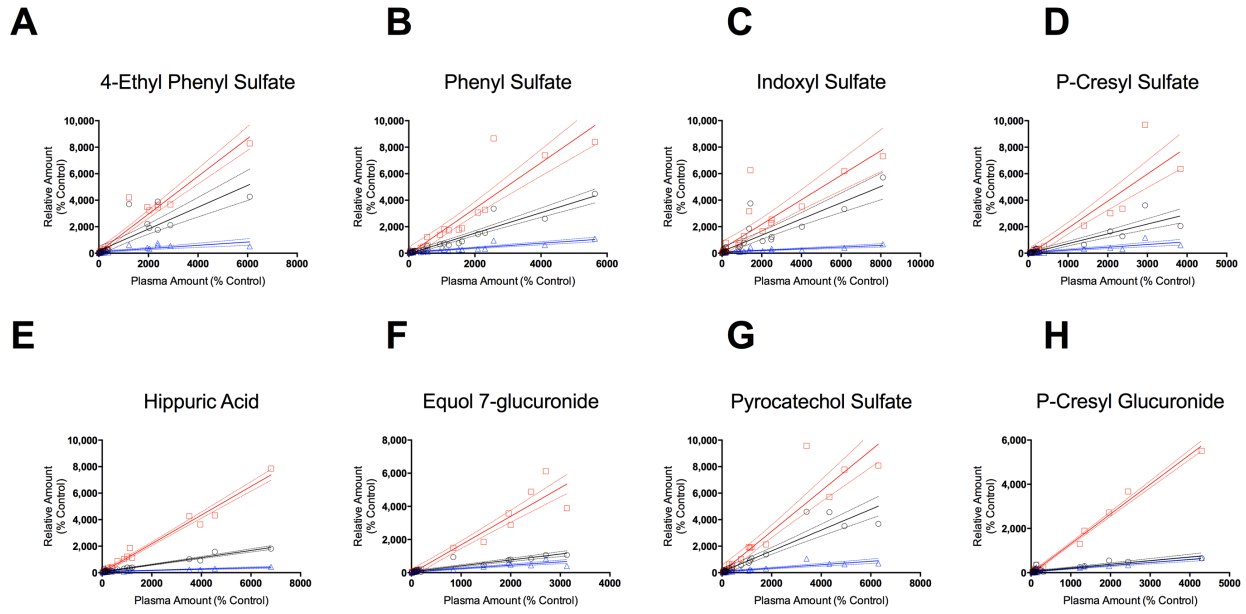 A
B
C
D
4-Ethyl Phenyl Sulfate
Phenyl Sulfate
Indoxyl Sulfate
P-Cresyl Sulfate
Relative Amount
(% Control)
10,000
8,000
6,000
4,000
2,000
0
0 2000 4000 6000 8000
Plasma Amount (% Control)
Relative Amount
(% Control)
10,000
8,000
6,000
4,000
2,000
0
0 2000 4000 6000
Plasma Amount (% Control)
Relative Amount
(% Control)
10,000
8,000
6,000
4,000
2,000
0
0 2000 4000 6000 8000 10000
Plasma Amount (% Control)
Relative Amount
(% Control)
10,000
8,000
6,000
4,000
2,000
0
0 1000 2000 3000 4000 5000
Plasma Amount (% Control)
E
F
G
H
Hippuric Acid
Equol 7-glucuronide
Pyrocatechol Sulfate
P-Cresyl Glucuronide
Relative Amount
(% Control)
10,000
8,000
6,000
4,000
2,000
0
0 2000 4000 6000 8000
Plasma Amount (% Control)
Relative Amount
(% Control)
8,000
6,000
4,000
2,000
0
0 1000 2000 3000 4000
Plasma Amount (% Control)
Relative Amount
(% Control)
10,000
8,000
6,000
4,000
2,000
0
0 2000 4000 6000 8000
Plasma Amount (% Control)
Relative Amount
(% Control)
6,000
4,000
2,000
0
0 1000 2000 3000 4000 5000
Plasma Amount (% Control)